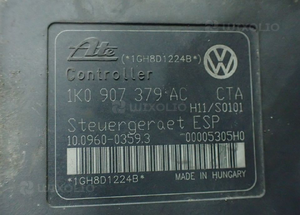 LUXOLIO
Ate (*1GH8D1224B*)
Controller
1K0 907 379 AC CTA
H11/S0101
Steuergeraet ESP
10.0960-0359.3 00005305H0
*1GH8D1224B* MADE IN HUNGARY